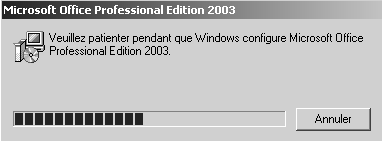 Microsoft Office Professional Edition 2003
Veuillez patienter pendant que Windows configure Microsoft Office
Professional Edition 2003.
Annuler